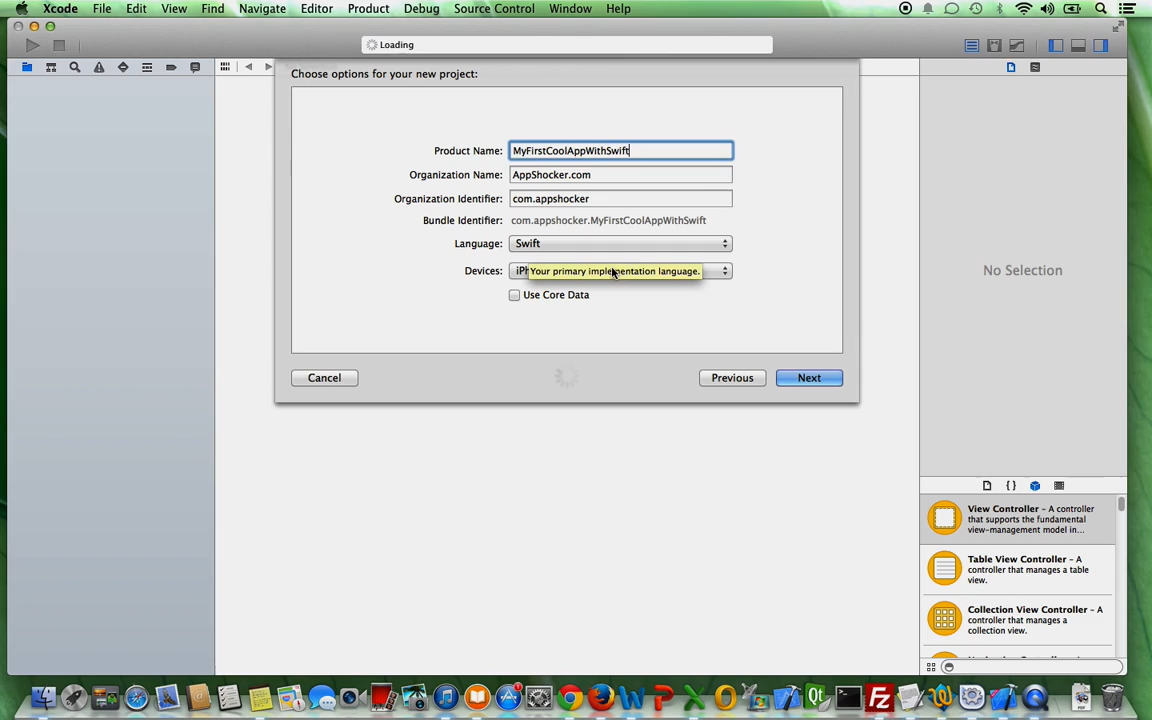 Xcode File Edit View Find Navigate Editor Product Debug Source Control Window Help
Loading
Choose options for your new project:
Product Name: MyFirstCoolAppWithSwift
Organization Name: AppShocker.com
Organization Identifier: com.appshocker
Bundle Identifier: com.appshocker.MyFirstCoolAppWithSwift
Language: Swift
Devices: iPh
Your primary implementation language.
Use Core Data
Cancel Previous Next
No Selection
View Controller - A controller
that supports the fundamental
view-management model in...
Table View Controller - A
controller that manages a table
view.
Collection View Controller - A
controller that manages a
collection view.